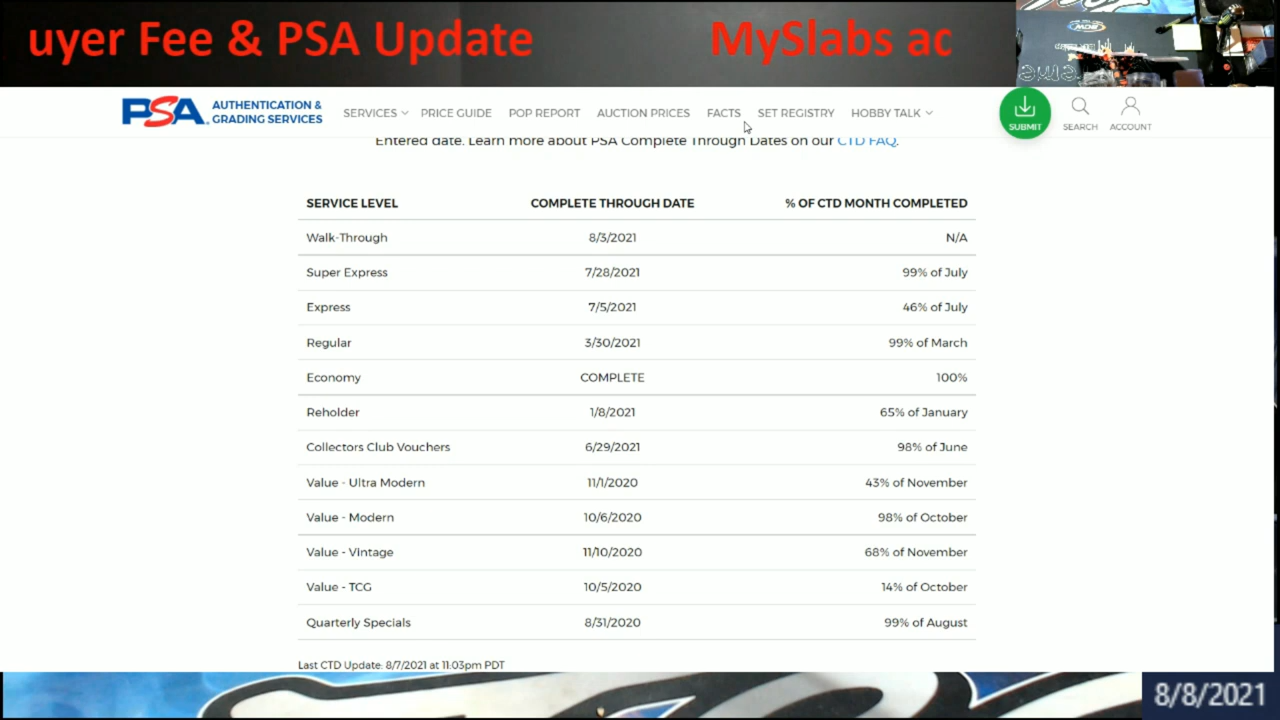 uyer Fee & PSA Update MySlabs ac
PSA AUTHENTICATION &
GRADING SERVICES
SERVICES PRICE GUIDE POP REPORT AUCTION PRICES FACTS SET REGISTRY HOBBY TALK
SUBMIT SEARCH ACCOUNT
Entered date. Learn more about PSA Complete Through Dates on our CTD FAQ.
SERVICE LEVEL COMPLETE THROUGH DATE % OF CTD MONTH COMPLETED
Walk-Through 8/3/2021 N/A
Super Express 7/28/2021 99% of July
Express 7/5/2021 46% of July
Regular 3/30/2021 99% of March
Economy COMPLETE 100%
Reholder 1/8/2021 65% of January
Collectors Club Vouchers 6/29/2021 98% of June
Value - Ultra Modern 11/1/2020 43% of November
Value - Modern 10/6/2020 98% of October
Value - Vintage 11/10/2020 68% of November
Value - TCG 10/5/2020 14% of October
Quarterly Specials 8/31/2020 99% of August
Last CTD Update: 8/7/2021 at 11:03pm PDT
8/8/2021